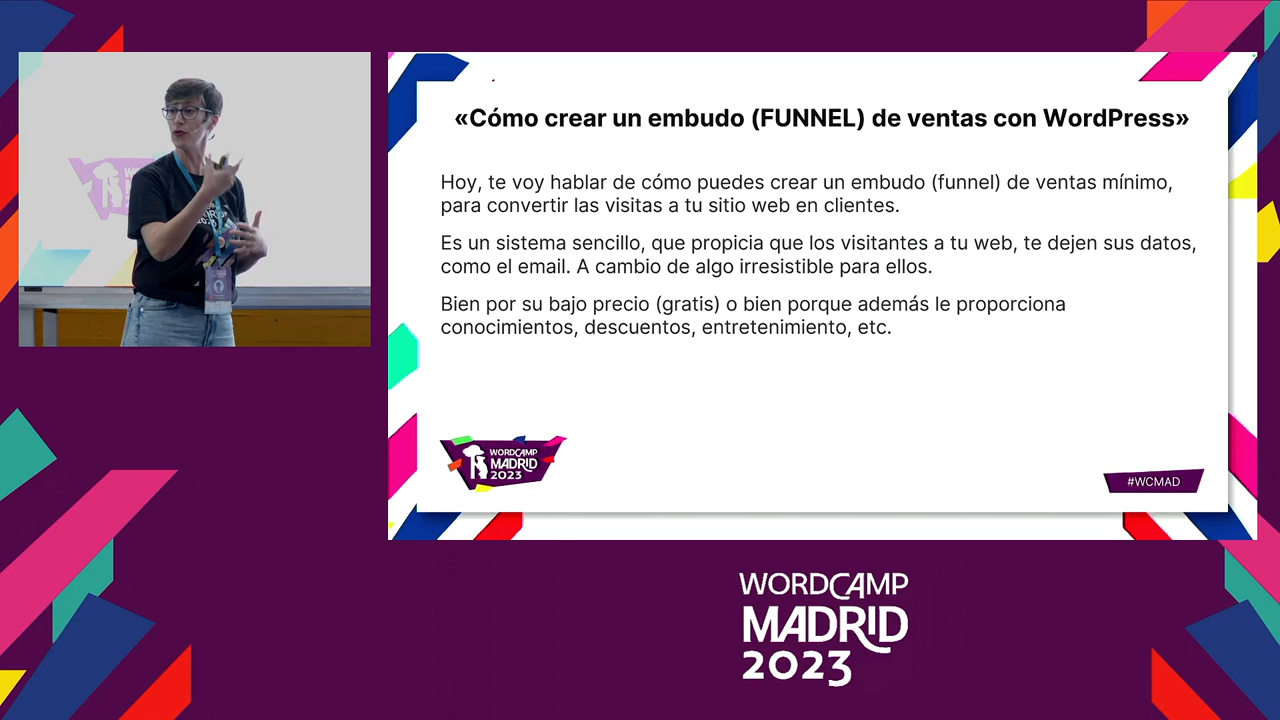 «Cómo crear un embudo (FUNNEL) de ventas con WordPress»
Hoy, te voy hablar de cómo puedes crear un embudo (funnel) de ventas mínimo,
para convertir las visitas a tu sitio web en clientes.
Es un sistema sencillo, que propicia que los visitantes a tu web, te dejen sus datos,
como el email. A cambio de algo irresistible para ellos.
Bien por su bajo precio (gratis) o bien porque además le proporciona
conocimientos, descuentos, entretenimiento, etc.
WORDCAMP
MADRID
2023
#WCMAD
WORDCAMP
MADRID
2023